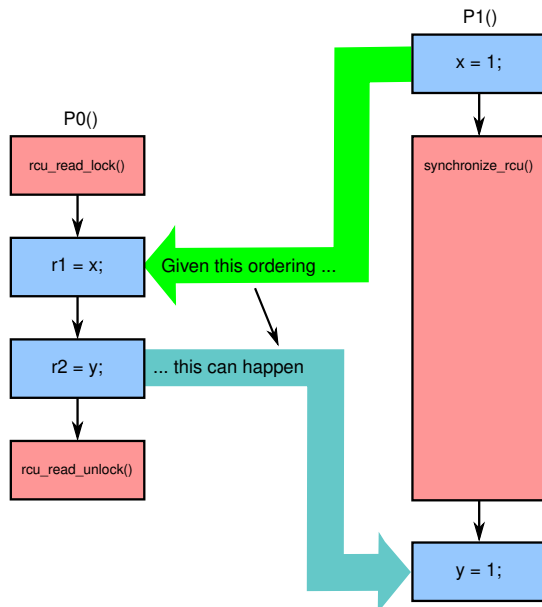 P1()
x = 1;
P0()
rcu_read_lock()
synchronize_rcu()
r1 = x;
Given this ordering ...
r2 = y;
... this can happen
rcu_read_unlock()
y = 1;